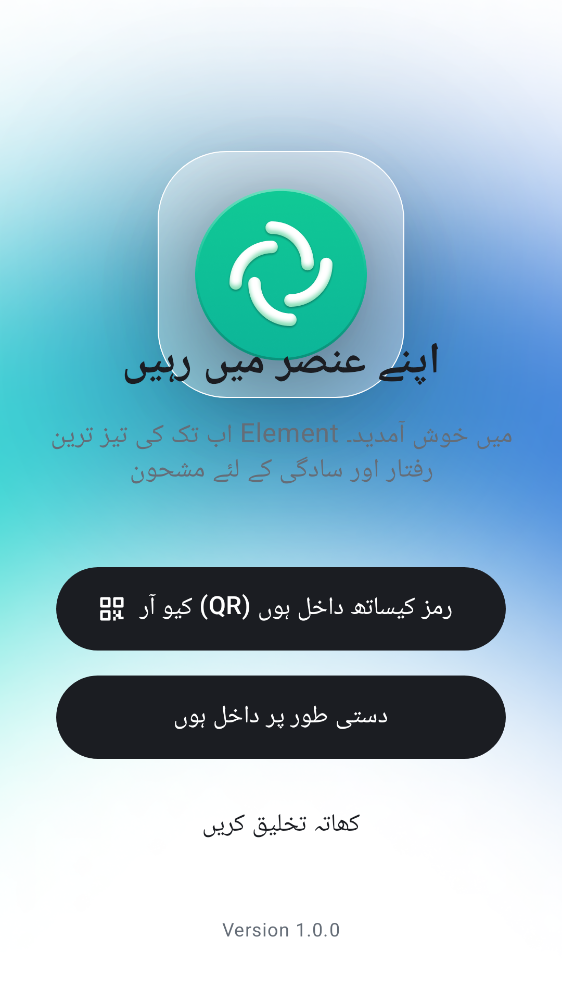 اپنے عنصر میں رہیں
اب تک کی تیز ترین Element میں خوش آمدید۔
رفتار اور سادگی کے لئے مشحون
کیو آر (QR) رمز کیساتھ داخل ہوں
دستی طور پر داخل ہوں
کھاتہ تخلیق کریں
Version 1.0.0